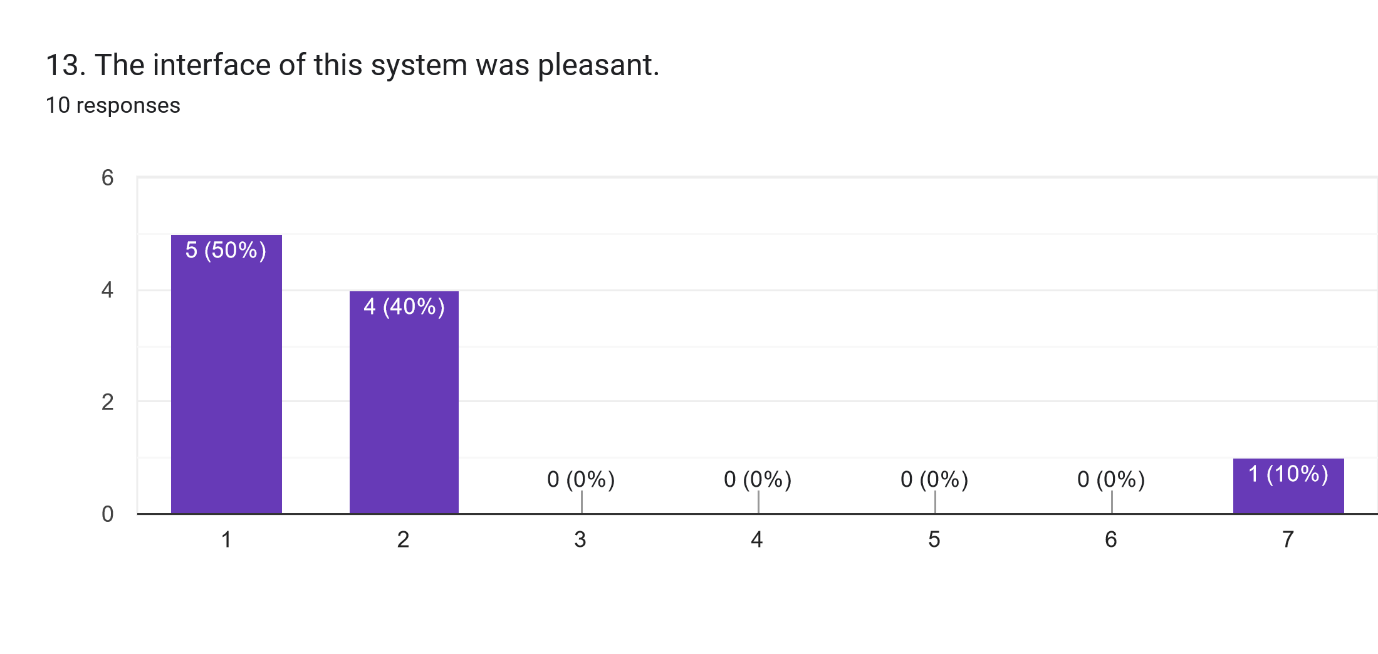 13. The interface of this system was pleasant.
10 responses
6
5 (50%)
4
4 (40%)
2
0 (0%) 0 (0%) 0 (0%) 0 (0%) 1 (10%)
0
1 2 3 4 5 6 7